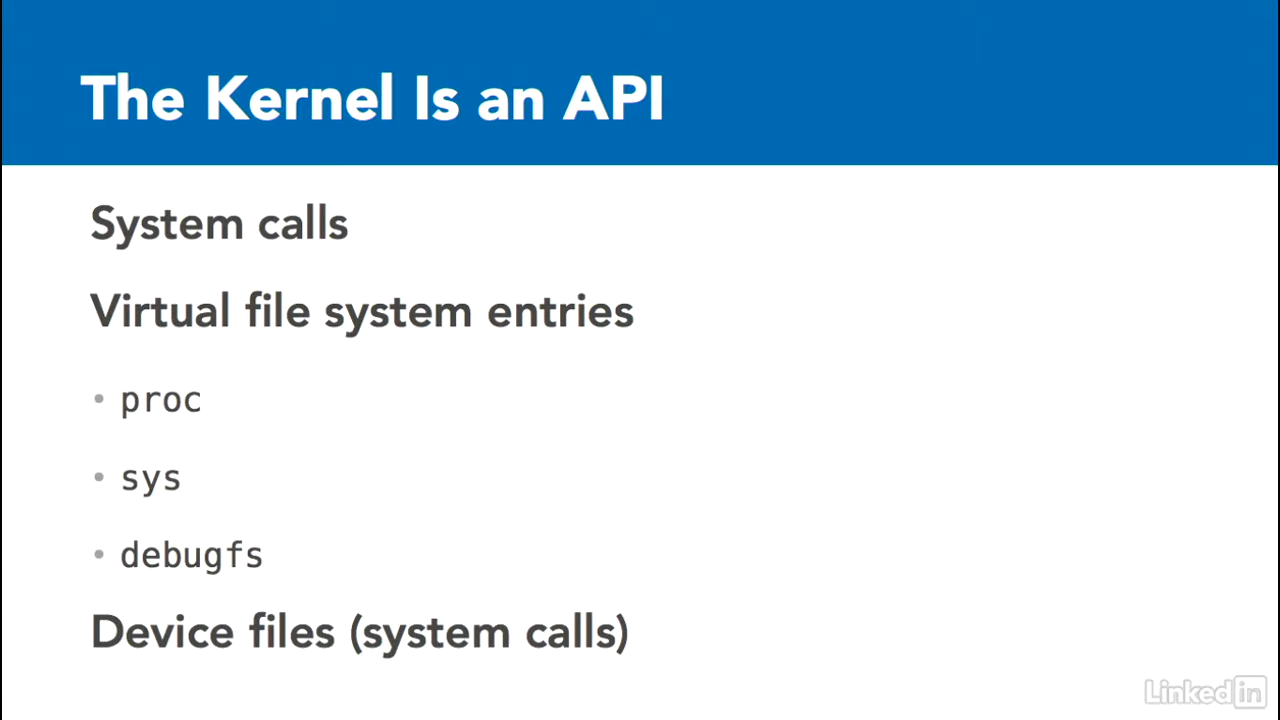 The Kernel Is an API
System calls
Virtual file system entries
• proc
• sys
• debugfs
Device files (system calls)
Linked in